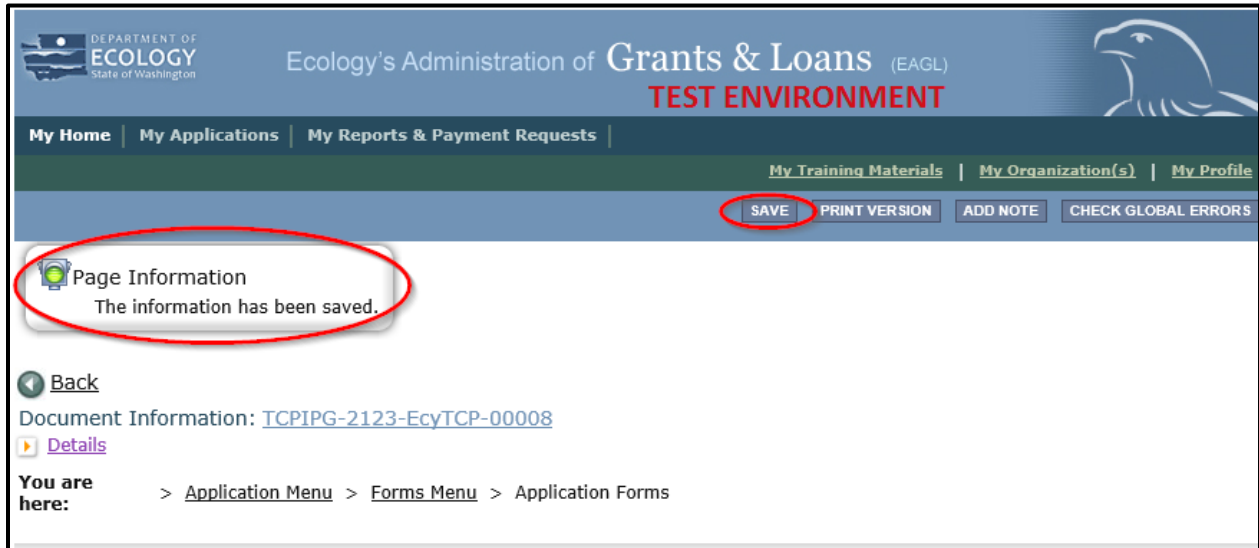 DEPARTMENT OF
ECOLOGY
State of Washington
Ecology's Administration of Grants & Loans (EAGL)
TEST ENVIRONMENT
My Home | My Applications | My Reports & Payment Requests |
My Training Materials | My Organization(s) | My Profile
SAVE PRINT VERSION ADD NOTE CHECK GLOBAL ERRORS
Page Information
The information has been saved.
Back
Document Information: TCPIPG-2123-EcyTCP-00008
Details
You are
here: > Application Menu > Forms Menu > Application Forms